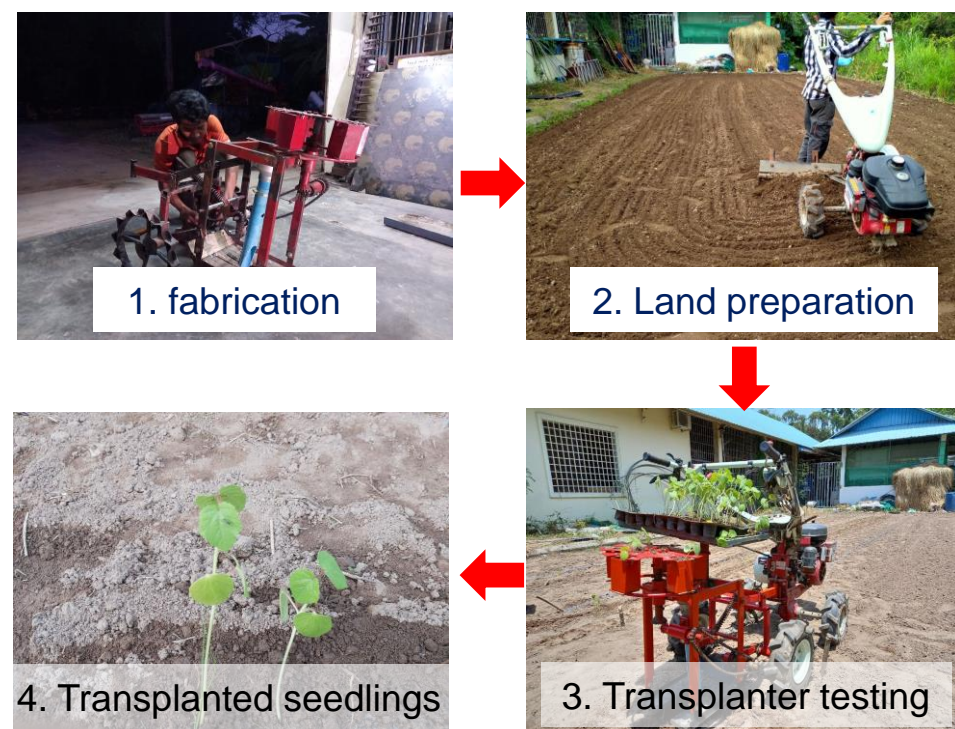 1. fabrication
2. Land preparation
3. Transplanter testing
4. Transplanted seedlings